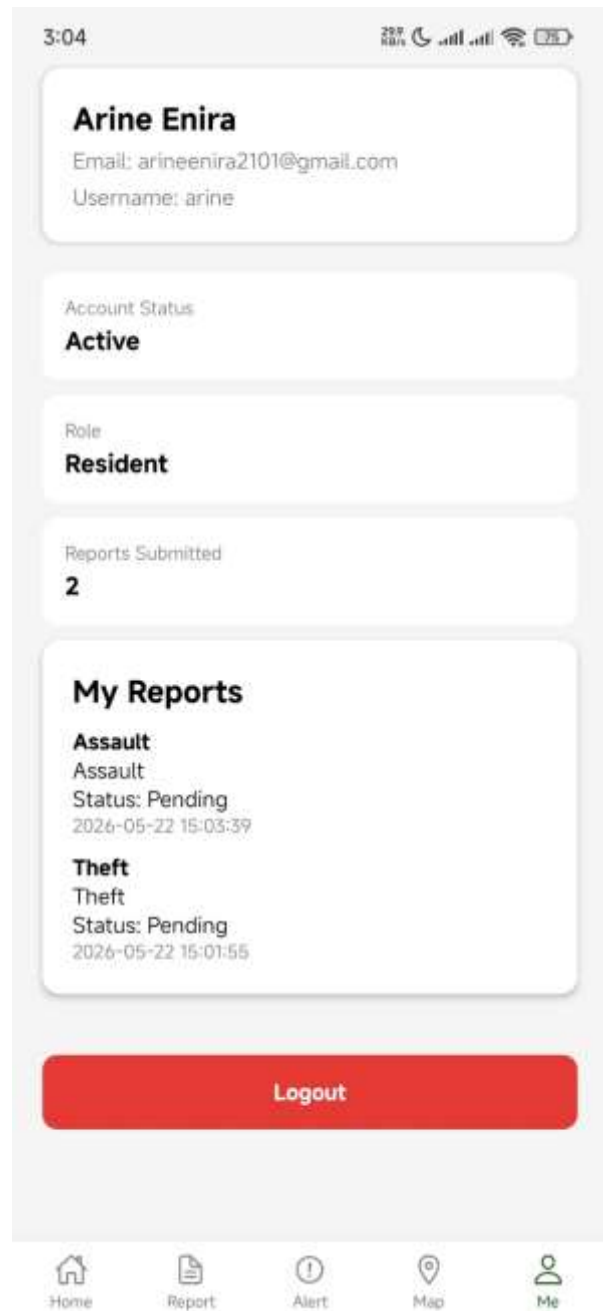 3:04
75
Arine Enira
Email: arineenira2101@gmail.com
Username: arine
Account Status
Active
Role
Resident
Reports Submitted
2
My Reports
Assault
Assault
Status: Pending
2026-05-22 15:03:39
Theft
Theft
Status: Pending
2026-05-22 15:01:55
Logout
Home
Report
Alert
Map
Me